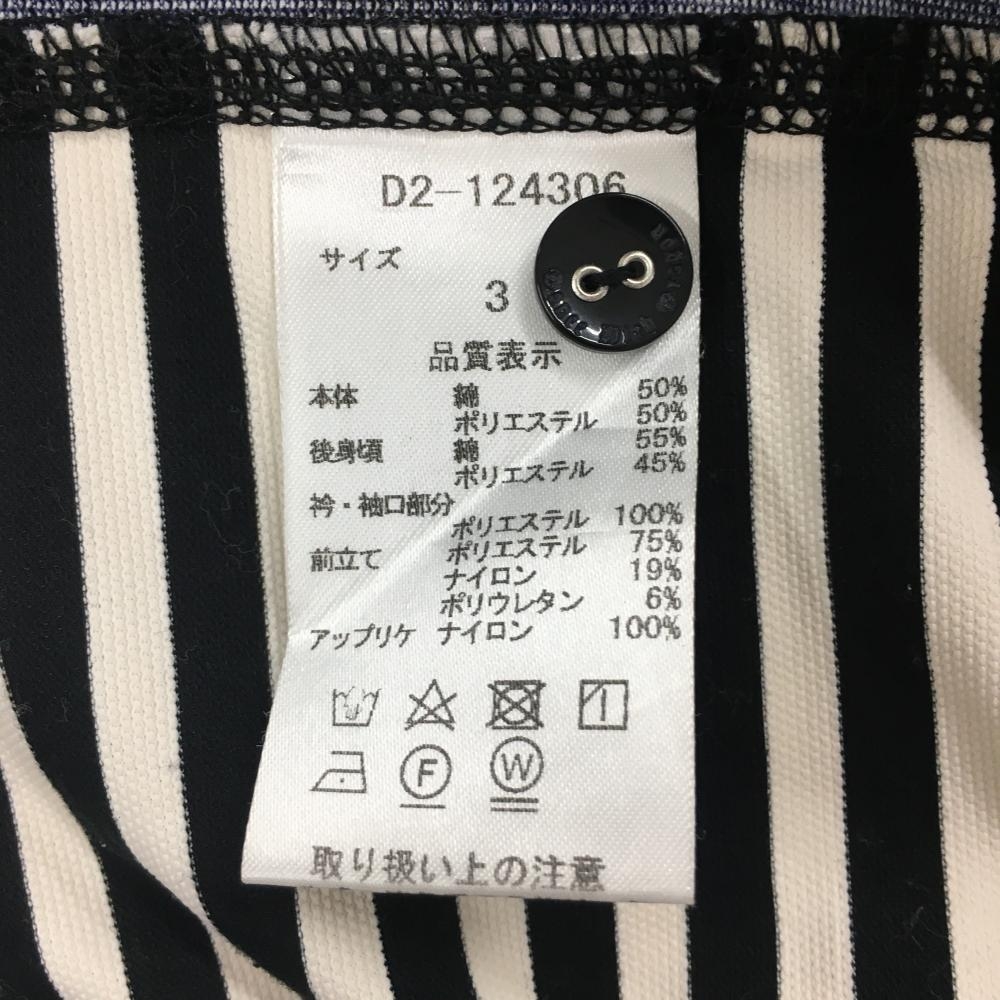 D2-124306
サイズ
3
品質表示
本体 綿 50%
ポリエステル 50%
後身頃 綿 55%
ポリエステル 45%
衿・袖口部分
ポリエステル 100%
前立て ポリエステル 75%
ナイロン 19%
ポリウレタン 6%
アップリケ ナイロン 100%
F W
取り扱い上の注意